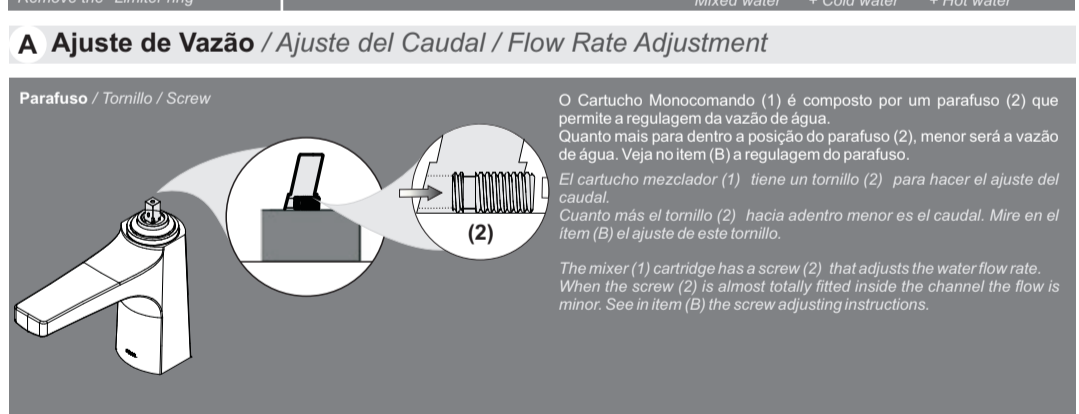 Remove the "Limiter ring"
Mixed water + Cold water + Hot water
A Ajuste de Vazão / Ajuste del Caudal / Flow Rate Adjustment
Parafuso / Tornillo / Screw
(2)
O Cartucho Monocomando (1) é composto por um parafuso (2) que
permite a regulagem da vazão de água.
Quanto mais para dentro a posição do parafuso (2), menor será a vazão
de água. Veja no item (B) a regulagem do parafuso.
El cartucho mezclador (1) tiene un tornillo (2) para hacer el ajuste del
caudal.
Cuanto más el tornillo (2) hacia adentro menor es el caudal. Mire en el
ítem (B) el ajuste de este tornillo.
The mixer (1) cartridge has a screw (2) that adjusts the water flow rate.
When the screw (2) is almost totally fitted inside the channel the flow is
minor. See in item (B) the screw adjusting instructions.